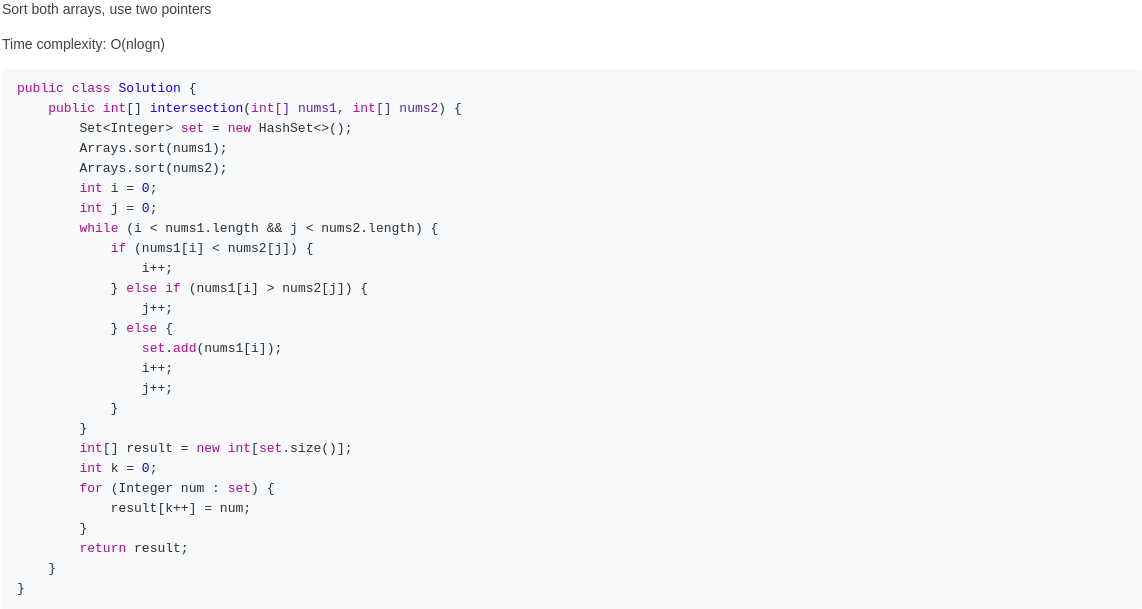 Sort both arrays, use two pointers
Time complexity: O(nlogn)
public class Solution {
    public int[] intersection(int[] nums1, int[] nums2) {
        Set<Integer> set = new HashSet<>();
        Arrays.sort(nums1);
        Arrays.sort(nums2);
        int i = 0;
        int j = 0;
        while (i < nums1.length && j < nums2.length) {
            if (nums1[i] < nums2[j]) {
                i++;
            } else if (nums1[i] > nums2[j]) {
                j++;
            } else {
                set.add(nums1[i]);
                i++;
                j++;
            }
        }
        int[] result = new int[set.size()];
        int k = 0;
        for (Integer num : set) {
            result[k++] = num;
        }
        return result;
    }
}